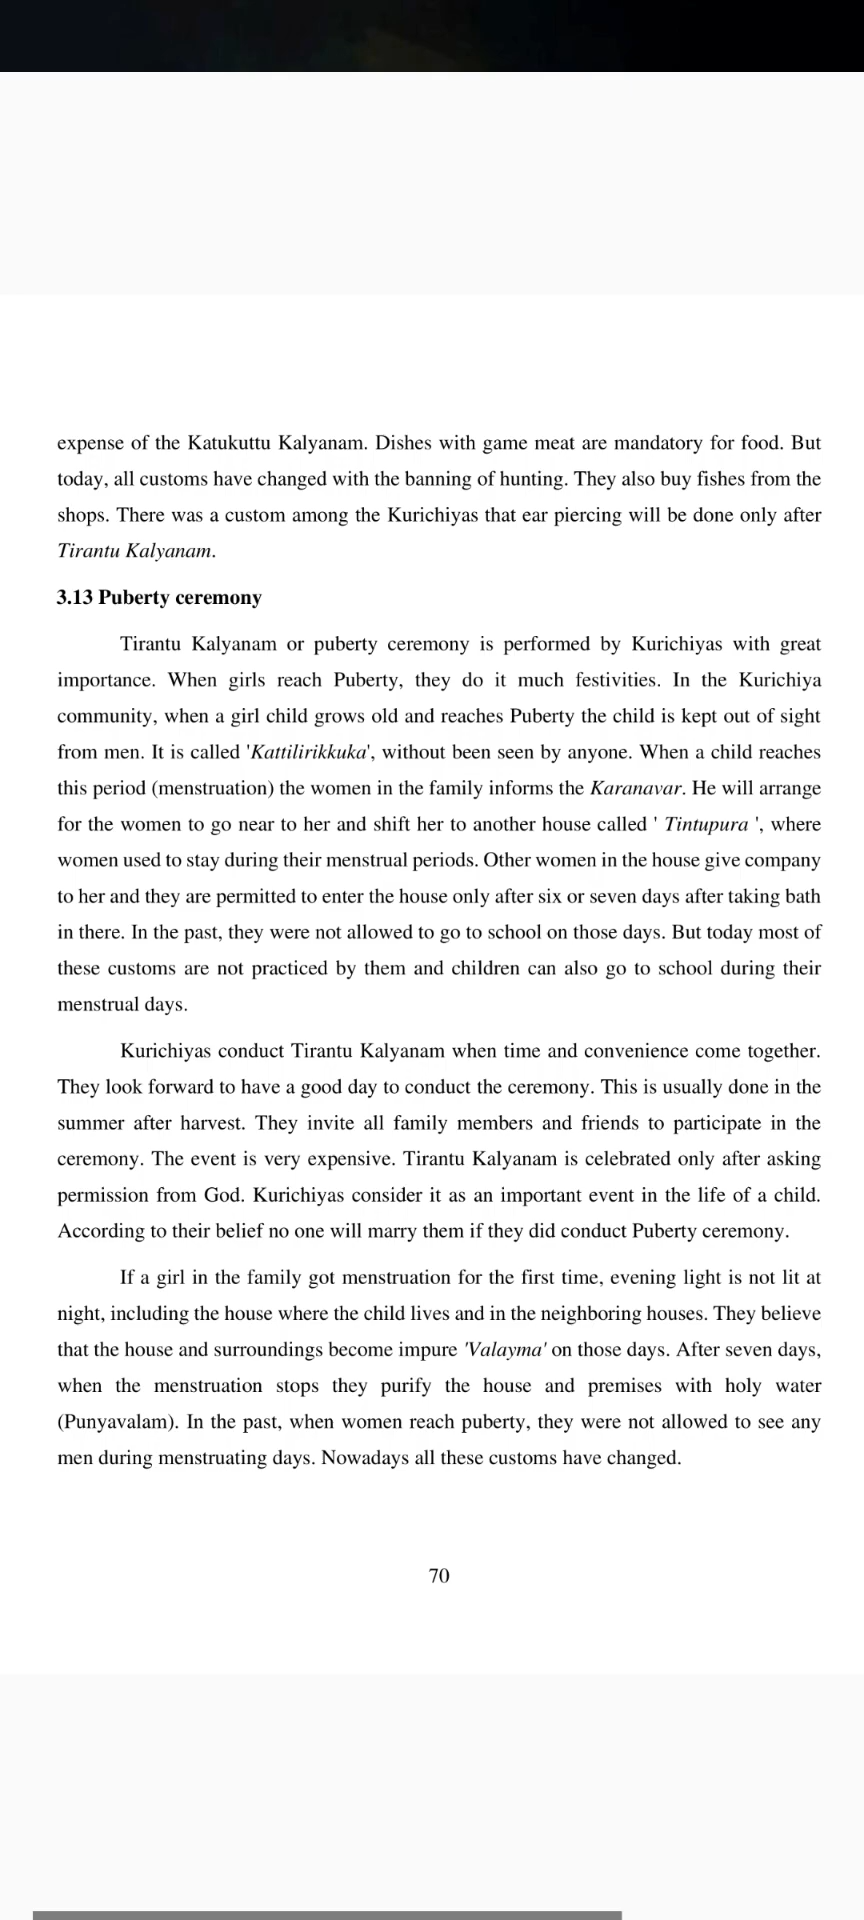 expense of the Katukuttu Kalyanam. Dishes with game meat are mandatory for food. But
today, all customs have changed with the banning of hunting. They also buy fishes from the
shops. There was a custom among the Kurichiyas that ear piercing will be done only after
Tirantu Kalyanam.
3.13 Puberty ceremony
Tirantu Kalyanam or puberty ceremony is performed by Kurichiyas with great
importance. When girls reach Puberty, they do it much festivities. In the Kurichiya
community, when a girl child grows old and reaches Puberty the child is kept out of sight
from men. It is called 'Kattilirikkuka', without been seen by anyone. When a child reaches
this period (menstruation) the women in the family informs the Karanavar. He will arrange
for the women to go near to her and shift her to another house called ' Tintupura ', where
women used to stay during their menstrual periods. Other women in the house give company
to her and they are permitted to enter the house only after six or seven days after taking bath
in there. In the past, they were not allowed to go to school on those days. But today most of
these customs are not practiced by them and children can also go to school during their
menstrual days.
Kurichiyas conduct Tirantu Kalyanam when time and convenience come together.
They look forward to have a good day to conduct the ceremony. This is usually done in the
summer after harvest. They invite all family members and friends to participate in the
ceremony. The event is very expensive. Tirantu Kalyanam is celebrated only after asking
permission from God. Kurichiyas consider it as an important event in the life of a child.
According to their belief no one will marry them if they did conduct Puberty ceremony.
If a girl in the family got menstruation for the first time, evening light is not lit at
night, including the house where the child lives and in the neighboring houses. They believe
that the house and surroundings become impure 'Valayma' on those days. After seven days,
when the menstruation stops they purify the house and premises with holy water
(Punyavalam). In the past, when women reach puberty, they were not allowed to see any
men during menstruating days. Nowadays all these customs have changed.
70